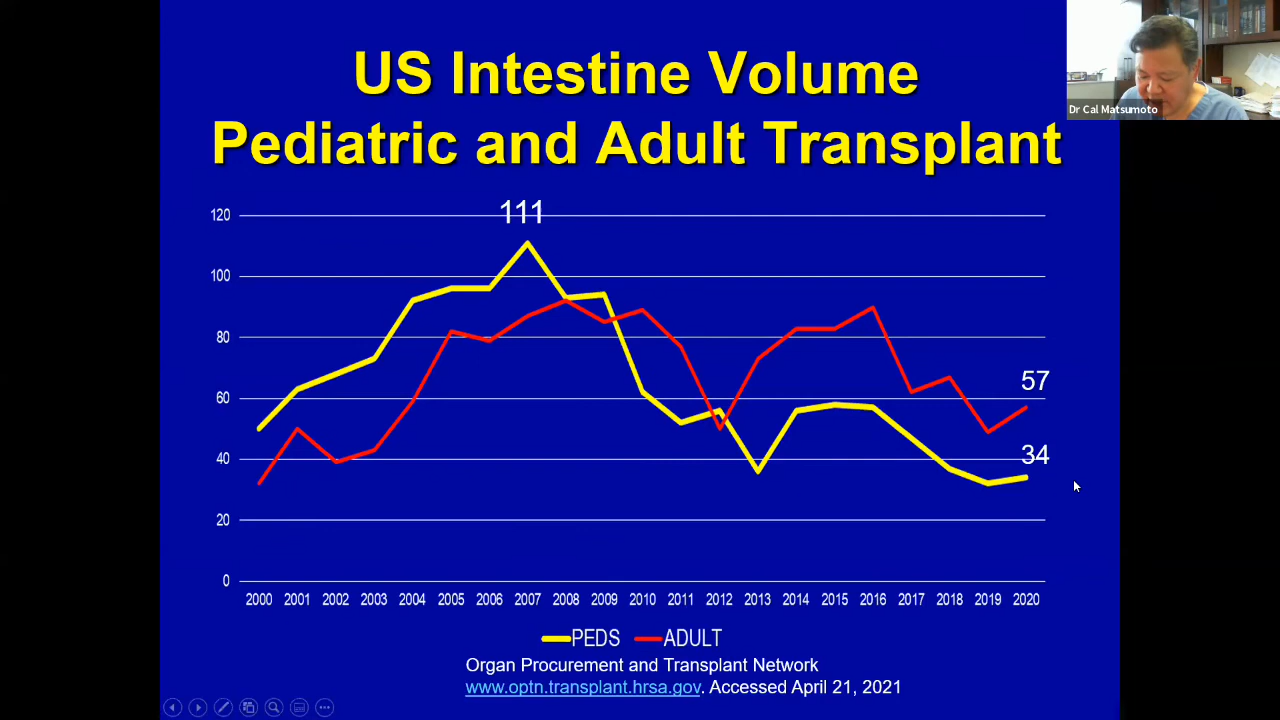 US Intestine Volume
Pediatric and Adult Transplant
Dr Cal Matsumoto
111
120
100
80
60
40
20
0
57
34
2000 2001 2002 2003 2004 2005 2006 2007 2008 2009 2010 2011 2012 2013 2014 2015 2016 2017 2018 2019 2020
PEDS ADULT
Organ Procurement and Transplant Network
www.optn.transplant.hrsa.gov. Accessed April 21, 2021